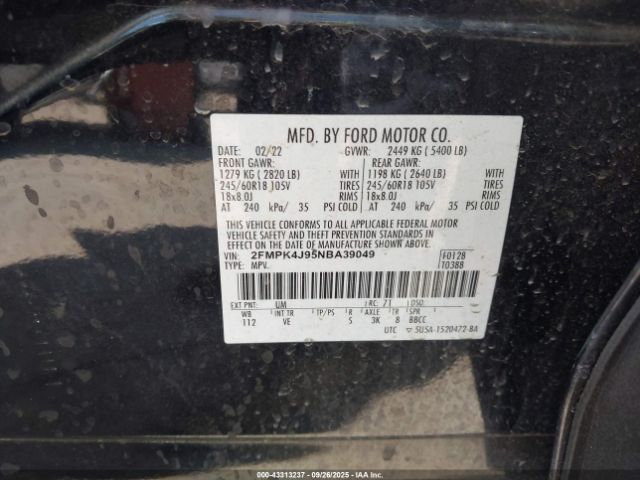 MFD. BY FORD MOTOR CO.
DATE: 02/22 GVWR: 2449 KG ( 5400 LB)
FRONT GAWR: REAR GAWR:
1279 KG ( 2820 LB) WITH 1198 KG ( 2640 LB) WITH
245/60R18 105V TIRES 245/60R18 105V TIRES
18x8.0J RIMS 18x8.0J RIMS
AT 240 kPa/ 35 PSI COLD AT 240 kPa/ 35 PSI COLD
THIS VEHICLE CONFORMS TO ALL APPLICABLE FEDERAL MOTOR
VEHICLE SAFETY AND THEFT PREVENTION STANDARDS IN
EFFECT ON THE DATE OF MANUFACTURE SHOWN ABOVE.
VIN: 2FMPK4J95NBA39049 F0128
TYPE: MPV T0388
EXT PNT: UM RC: 71 DSO:
WB INT TR TP/PS R AXLE TR SPR
112 VE S 3K 8 BBCC
UTC ▽ 5USA-1520472-BA
000-43313237 - 09/26/2025 - IAA